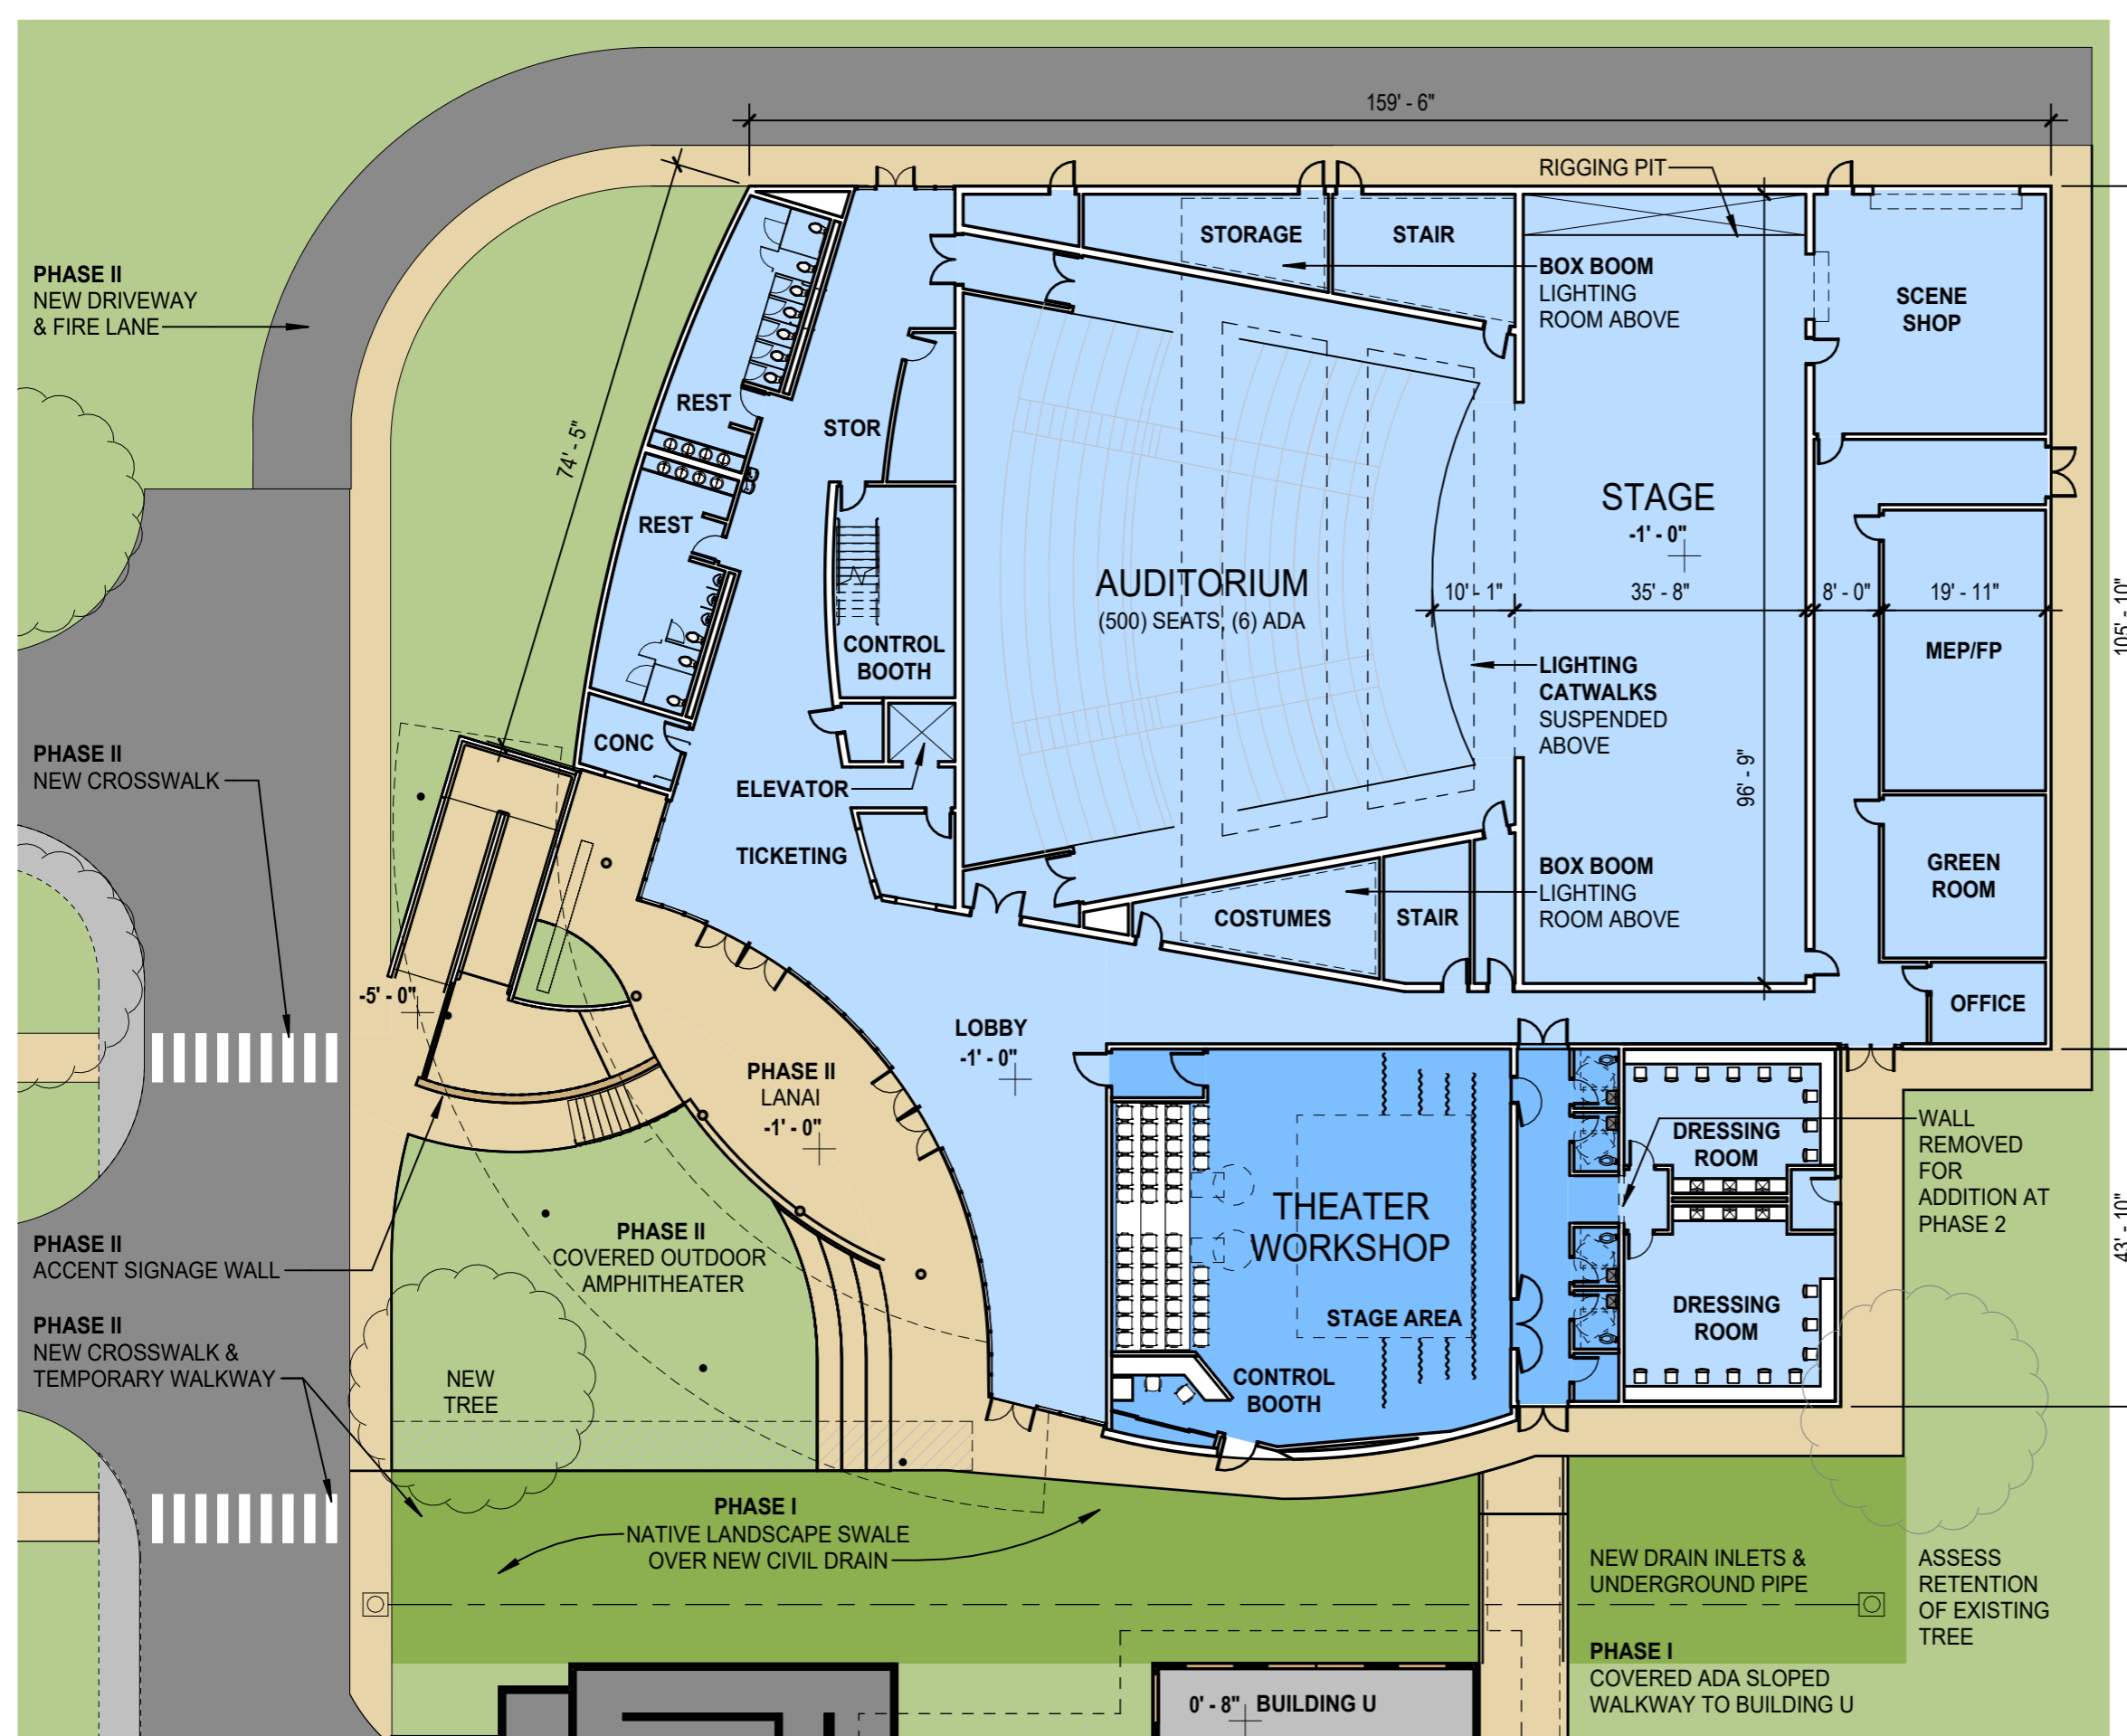 159' - 6"
RIGGING PIT
STORAGE
STAIR
BOX BOOM
LIGHTING
ROOM ABOVE
SCENE
SHOP
PHASE II
NEW DRIVEWAY
& FIRE LANE
REST
STOR
74' - 5"
REST
STAGE
-1' - 0"
AUDITORIUM
(500) SEATS, (6) ADA
10' - 1"
35' - 8"
8' - 0"
19' - 11"
105' - 10"
CONTROL
BOOTH
MEP/FP
LIGHTING
CATWALKS
SUSPENDED
ABOVE
96' - 9"
CONC
PHASE II
NEW CROSSWALK
ELEVATOR
TICKETING
BOX BOOM
LIGHTING
ROOM ABOVE
GREEN
ROOM
COSTUMES
STAIR
-5' - 0"
OFFICE
LOBBY
-1' - 0"
PHASE II
LANAI
-1' - 0"
DRESSING
ROOM
WALL
REMOVED
FOR
ADDITION AT
PHASE 2
43' - 10"
THEATER
WORKSHOP
PHASE II
ACCENT SIGNAGE WALL
PHASE II
COVERED OUTDOOR
AMPHITHEATER
STAGE AREA
DRESSING
ROOM
PHASE II
NEW CROSSWALK &
TEMPORARY WALKWAY
NEW
TREE
CONTROL
BOOTH
PHASE I
NATIVE LANDSCAPE SWALE
OVER NEW CIVIL DRAIN
NEW DRAIN INLETS &
UNDERGROUND PIPE
ASSESS
RETENTION
OF EXISTING
TREE
PHASE I
COVERED ADA SLOPED
WALKWAY TO BUILDING U
0' - 8" BUILDING U